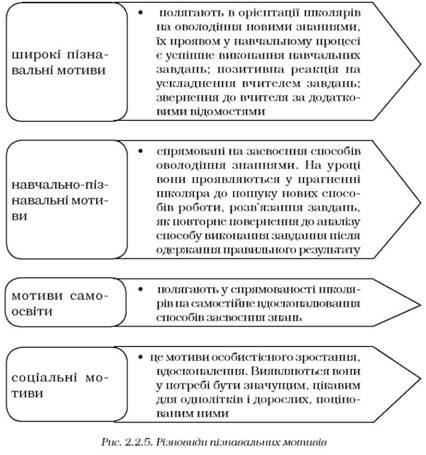 широкі пізна-
вальні мотиви
• полягають в орієнтації школярів
на оволодіння новими знаннями,
їх проявом у навчальному процесі
є успішне виконання навчальних
завдань; позитивна реакція на
ускладнення вчителем завдань;
звернення до вчителя за додатко-
вими відомостями
навчально-піз-
навальні моти-
ви
• спрямовані на засвоєння способів
оволодіння знаннями. На уроці
вони проявляються у прагненні
школяра до пошуку нових спосо-
бів роботи, розв'язання завдань,
як повторне повернення до аналізу
способу виконання завдання після
одержання правильного результату
мотиви само-
освіти
• полягають у спрямованості школя-
рів на самостійне вдосконалювання
способів засвоєння знань
соціальні мо-
тиви
• це мотиви особистісного зростання,
вдосконалення. Виявляються вони
у потребі бути значущим, цікавим
для однолітків і дорослих, поціно-
ваним ними
Рис. 2.2.5. Різновиди пізнавальних мотивів